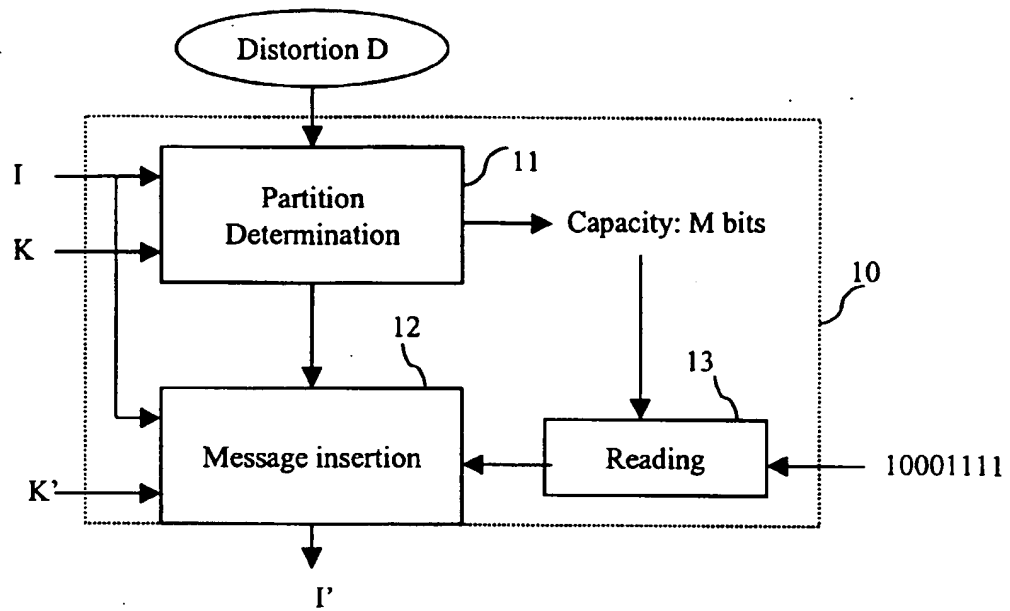 Distortion D
11
I
Partition
Determination
Capacity: M bits
K
10
12
13
Message insertion
Reading
10001111
K’
I’